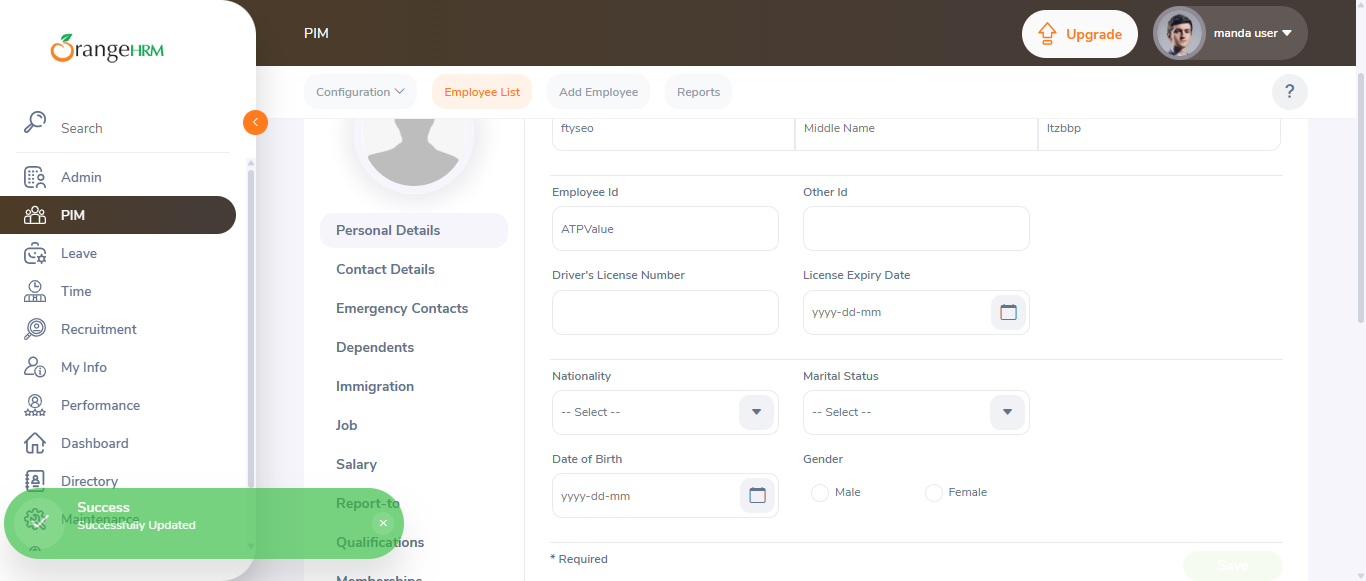 OrangeHRM
PIM
Upgrade
manda user
Configuration
Employee List
Add Employee
Reports
?
Search
Admin
PIM
Leave
Time
Recruitment
My Info
Performance
Dashboard
Directory
Maintenance
Success
Successfully Updated
Personal Details
Contact Details
Emergency Contacts
Dependents
Immigration
Job
Salary
Report-to
Qualifications
Memberships
ftyseo
Middle Name
ltzbbp
Employee Id
Other Id
ATPValue
Driver's License Number
License Expiry Date
yyyy-dd-mm
Nationality
Marital Status
-- Select --
-- Select --
Date of Birth
Gender
yyyy-dd-mm
Male
Female
* Required
Save